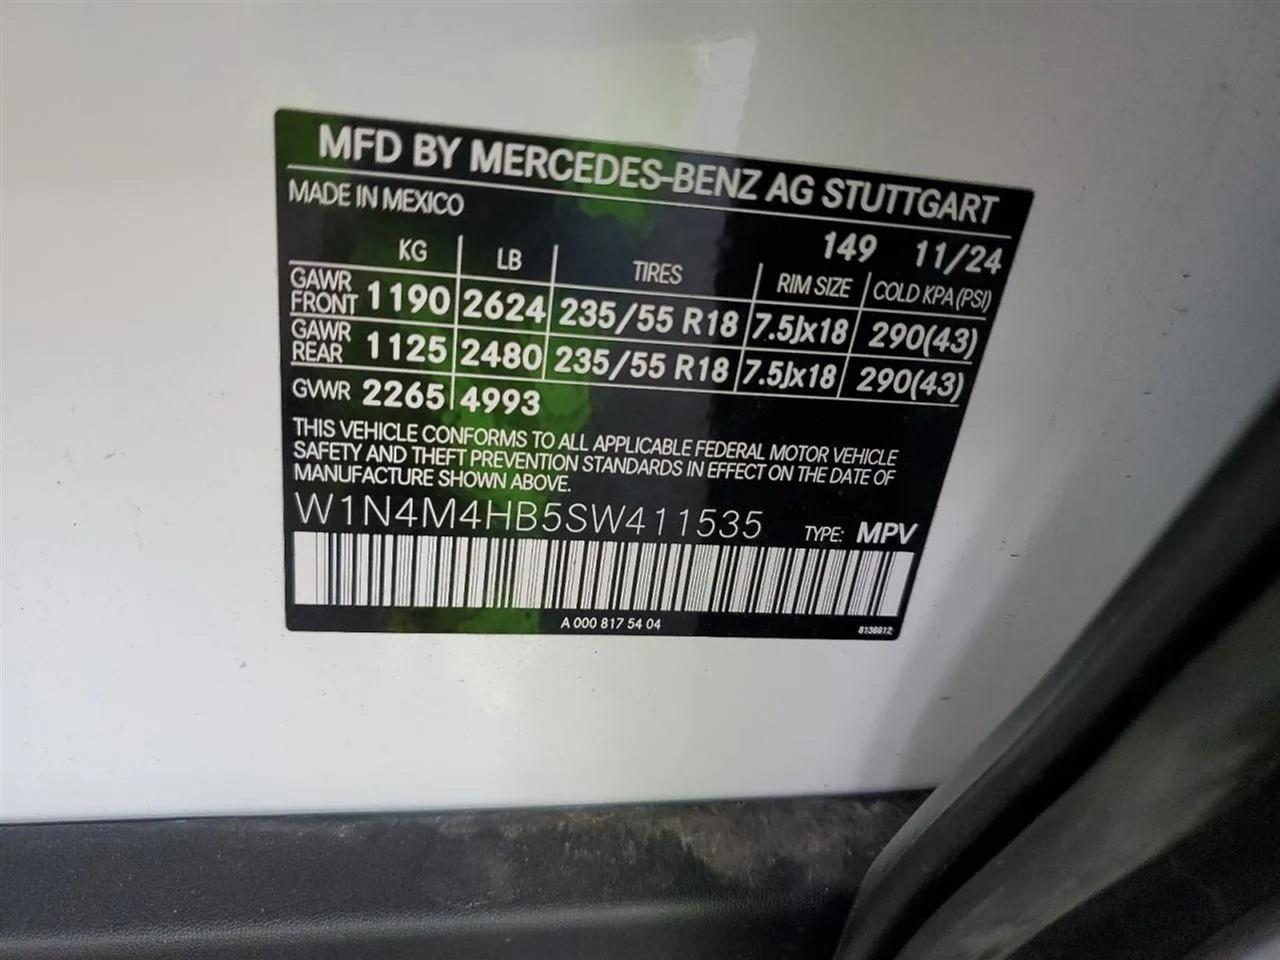 MFD BY MERCEDES-BENZ AG STUTTGART
MADE IN MEXICO
149 11/24
KG LB TIRES RIM SIZE COLD KPA (PSI)
GAWR FRONT 1190 2624 235/55 R18 7.5Jx18 290(43)
GAWR REAR 1125 2480 235/55 R18 7.5Jx18 290(43)
GVWR 2265 4993
THIS VEHICLE CONFORMS TO ALL APPLICABLE FEDERAL MOTOR VEHICLE
SAFETY AND THEFT PREVENTION STANDARDS IN EFFECT ON THE DATE OF
MANUFACTURE SHOWN ABOVE.
W1N4M4HB5SW411535 TYPE: MPV
A 000 817 54 04
8138812